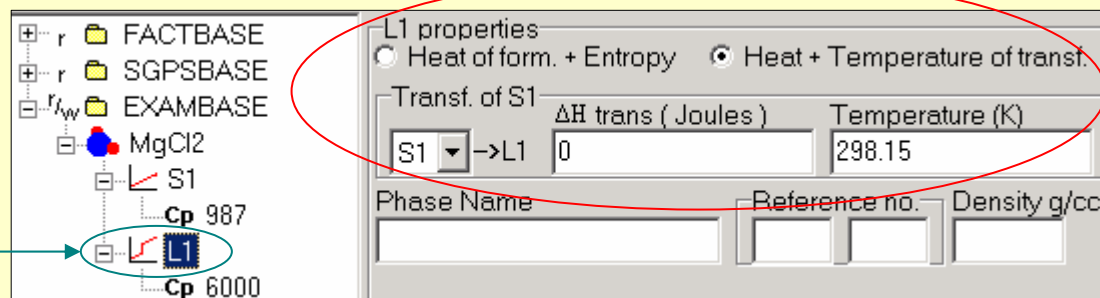 r FACTBASE
r SGPSBASE
r/w EXAMBASE
MgCl2
S1
Cp 987
L1
Cp 6000
L1 properties
Heat of form. + Entropy Heat + Temperature of transf.
Transf. of S1
ΔH trans ( Joules ) Temperature (K)
S1 –>L1 0 298.15
Phase Name Reference no. Density g/cc